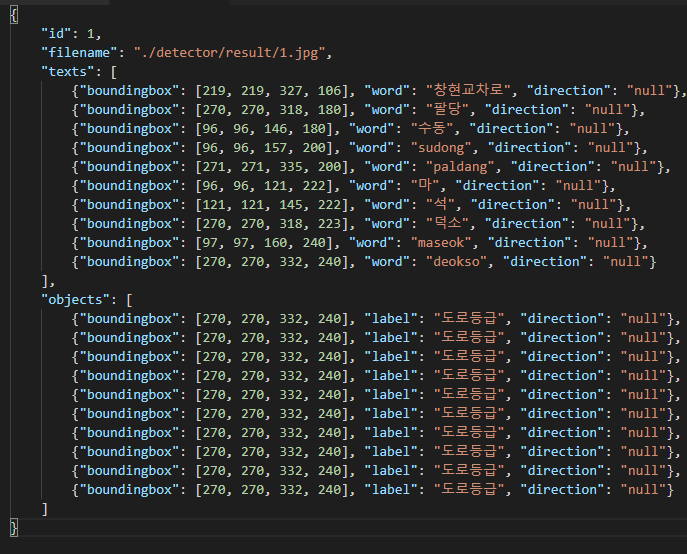 {
    "id": 1,
    "filename": "./detector/result/1.jpg",
    "texts": [
        {"boundingbox": [219, 219, 327, 106], "word": "창현교차로", "direction": "null"},
        {"boundingbox": [270, 270, 318, 180], "word": "팔당", "direction": "null"},
        {"boundingbox": [96, 96, 146, 180], "word": "수동", "direction": "null"},
        {"boundingbox": [96, 96, 157, 200], "word": "sudong", "direction": "null"},
        {"boundingbox": [271, 271, 335, 200], "word": "paldang", "direction": "null"},
        {"boundingbox": [96, 96, 121, 222], "word": "마", "direction": "null"},
        {"boundingbox": [121, 121, 145, 222], "word": "석", "direction": "null"},
        {"boundingbox": [270, 270, 318, 223], "word": "덕소", "direction": "null"},
        {"boundingbox": [97, 97, 160, 240], "word": "maseok", "direction": "null"},
        {"boundingbox": [270, 270, 332, 240], "word": "deokso", "direction": "null"}
    ],
    "objects": [
        {"boundingbox": [270, 270, 332, 240], "label": "도로등급", "direction": "null"},
        {"boundingbox": [270, 270, 332, 240], "label": "도로등급", "direction": "null"},
        {"boundingbox": [270, 270, 332, 240], "label": "도로등급", "direction": "null"},
        {"boundingbox": [270, 270, 332, 240], "label": "도로등급", "direction": "null"},
        {"boundingbox": [270, 270, 332, 240], "label": "도로등급", "direction": "null"},
        {"boundingbox": [270, 270, 332, 240], "label": "도로등급", "direction": "null"},
        {"boundingbox": [270, 270, 332, 240], "label": "도로등급", "direction": "null"},
        {"boundingbox": [270, 270, 332, 240], "label": "도로등급", "direction": "null"},
        {"boundingbox": [270, 270, 332, 240], "label": "도로등급", "direction": "null"},
        {"boundingbox": [270, 270, 332, 240], "label": "도로등급", "direction": "null"}
    ]
}